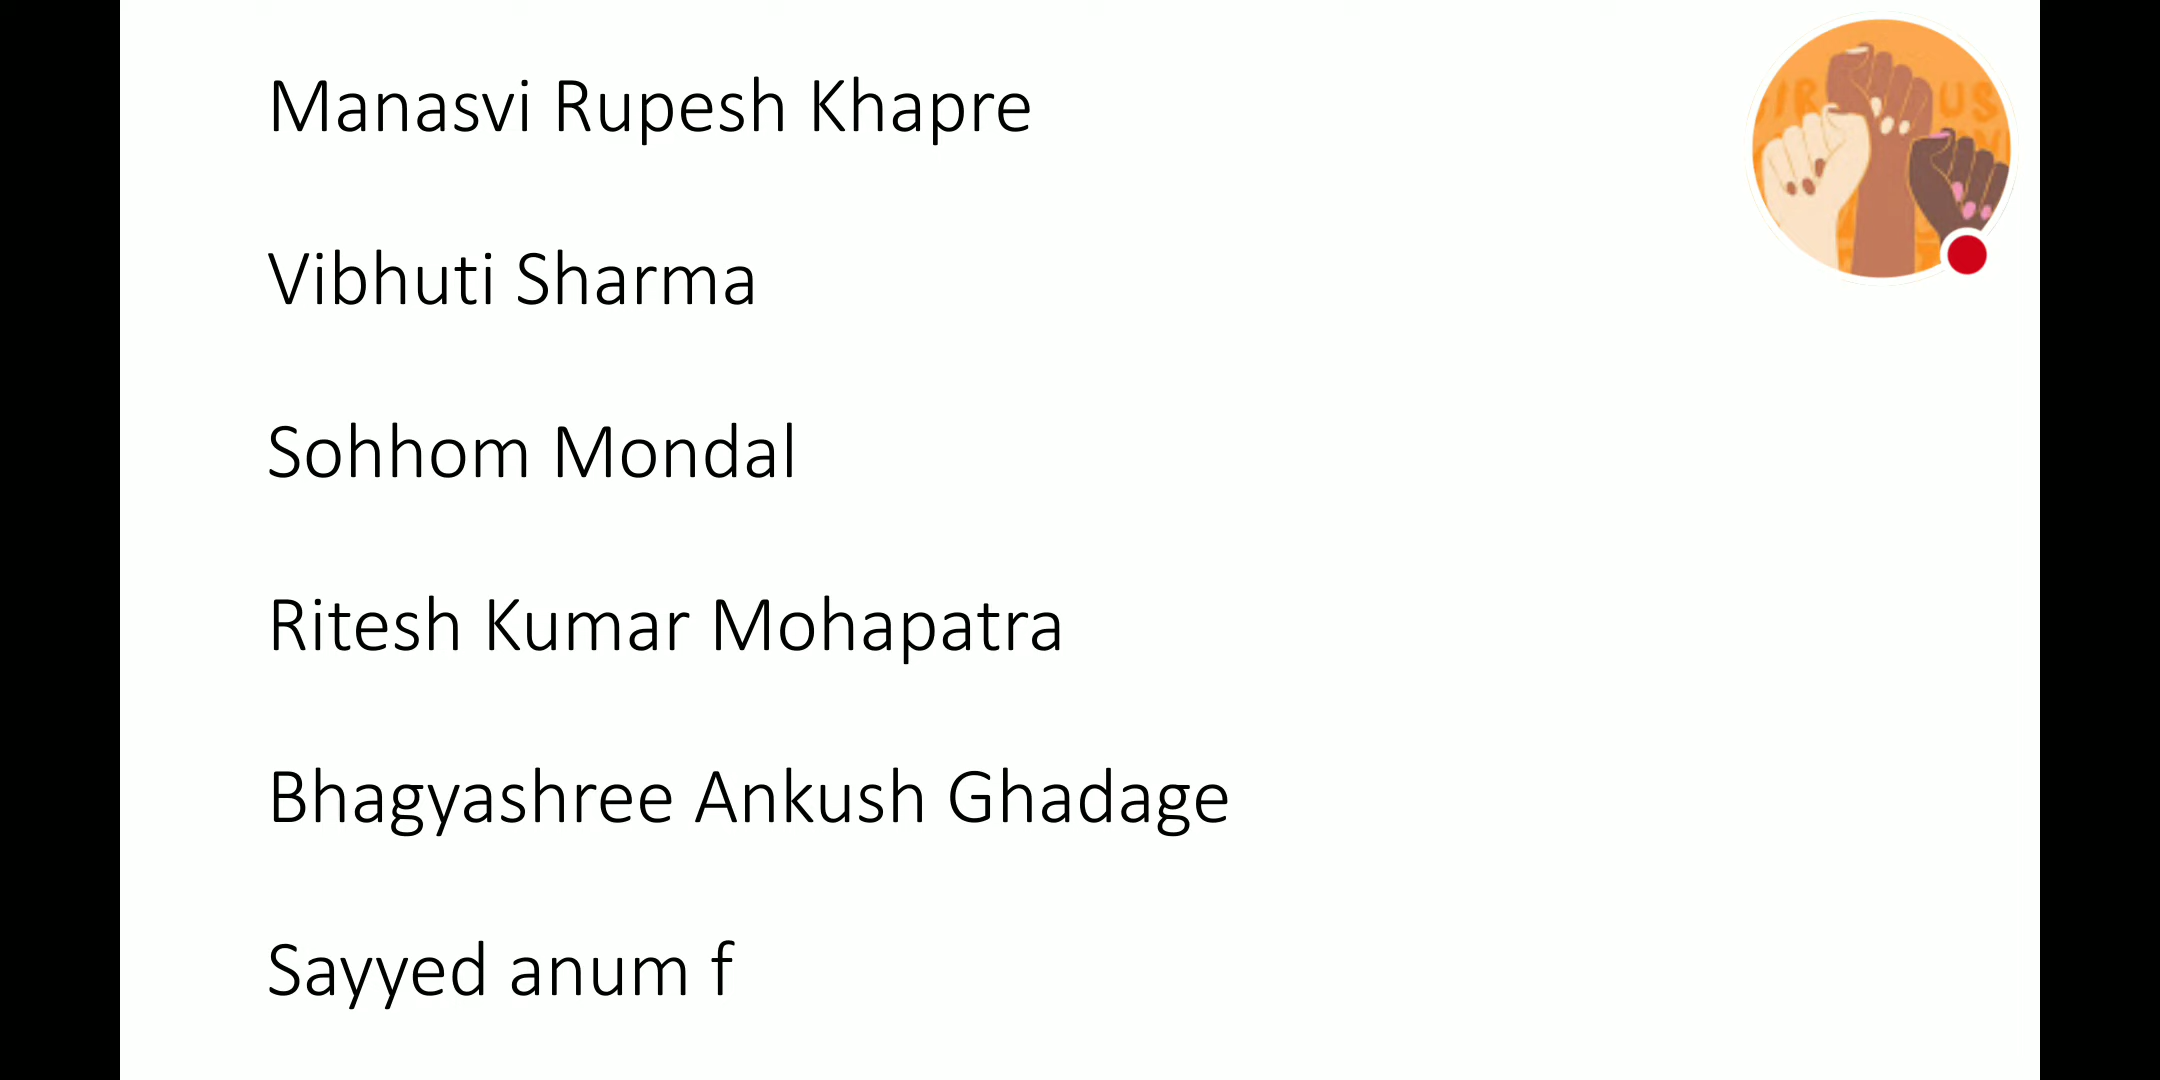 Manasvi Rupesh Khapre
Vibhuti Sharma
Sohhom Mondal
Ritesh Kumar Mohapatra
Bhagyashree Ankush Ghadage
Sayyed anum f